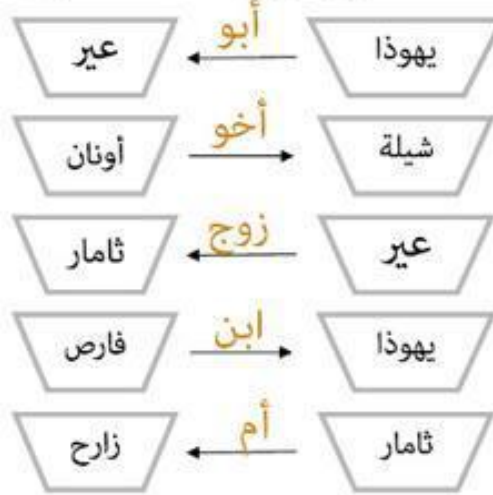 يهوذا أبو عير
شيلة أخو أونان
عير زوج ثامار
يهوذا ابن فارص
ثامار أم زارح